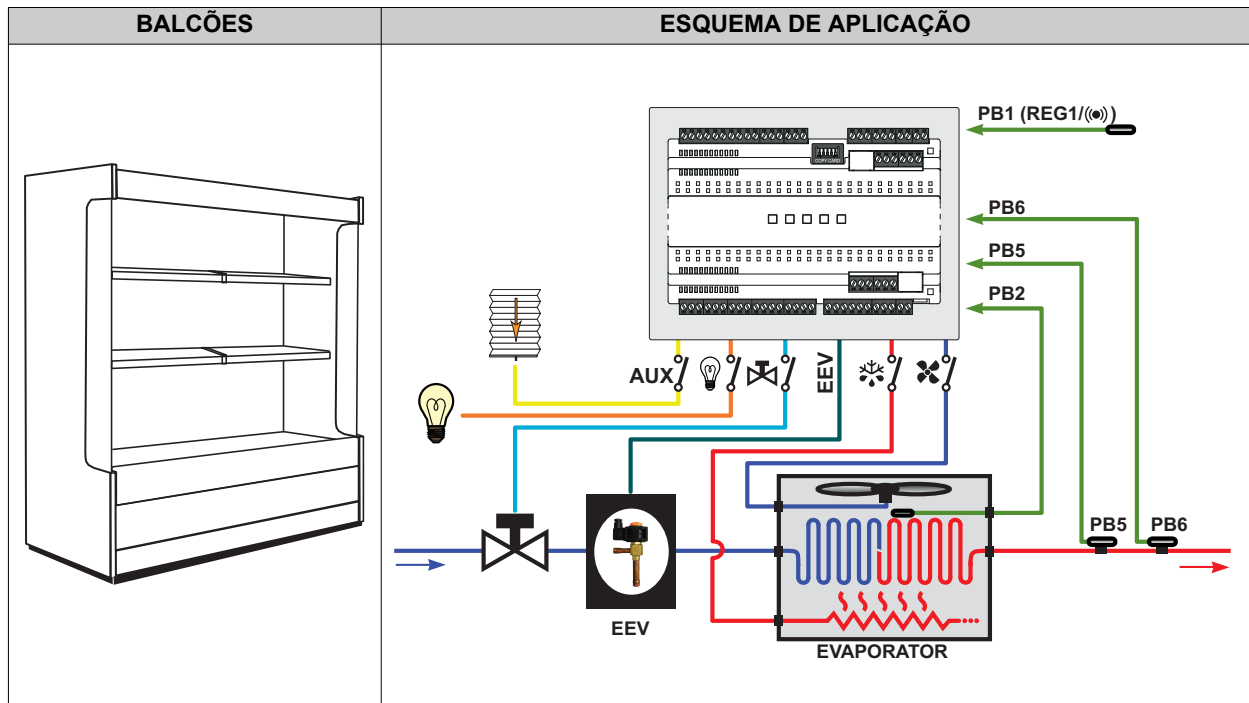 BALCÕES
ESQUEMA DE APLICAÇÃO
PB1 (REG1/ )
COPY CARD
PB6
PB5
PB2
AUX
EEV
PB5
PB6
EEV
EVAPORATOR